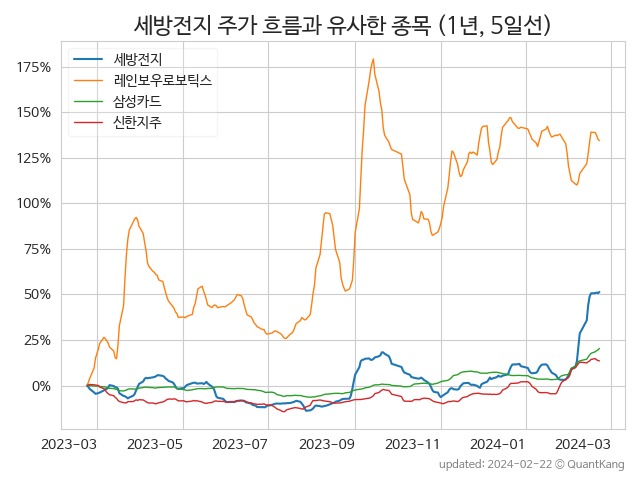 세방전지 주가 흐름과 유사한 종목 (1년, 5일선)
세방전지
레인보우로보틱스
삼성카드
신한지주
175%
150%
125%
100%
75%
50%
25%
0%
2023-03 2023-05 2023-07 2023-09 2023-11 2024-01 2024-03
updated: 2024-02-22 © QuantKang